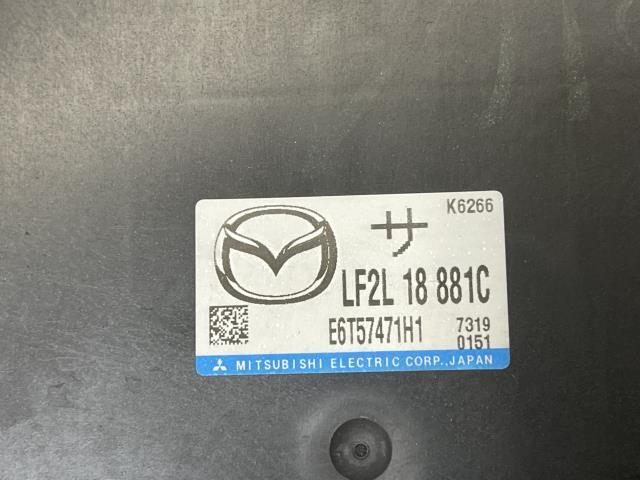 K6266
サ
LF2L 18 881C
E6T57471H1 7319
0151
MITSUBISHI ELECTRIC CORP.,JAPAN